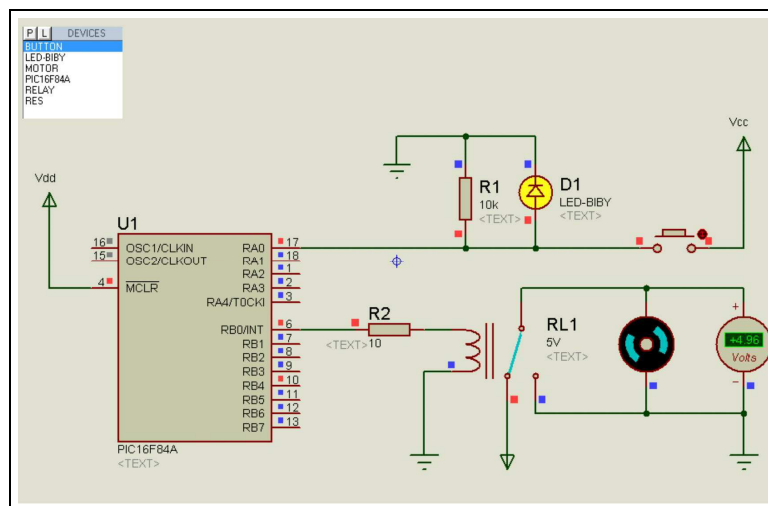 P L DEVICES
BUTTON
LED-BIBY
MOTOR
PIC16F84A
RELAY
RES
Vcc
Vdd
R1
10k
<TEXT>
D1
LED-BIBY
<TEXT>
U1
16 OSC1/CLKIN RA0 17
15 OSC2/CLKOUT RA1 18
RA2 1
4 MCLR RA3 2
RA4/T0CKI 3
RB0/INT 6
RB1 7
RB2 8
RB3 9
RB4 10
RB5 11
RB6 12
RB7 13
PIC16F84A
<TEXT>
R2
10
<TEXT>
RL1
5V
<TEXT>
+
+4.96
Volts
−